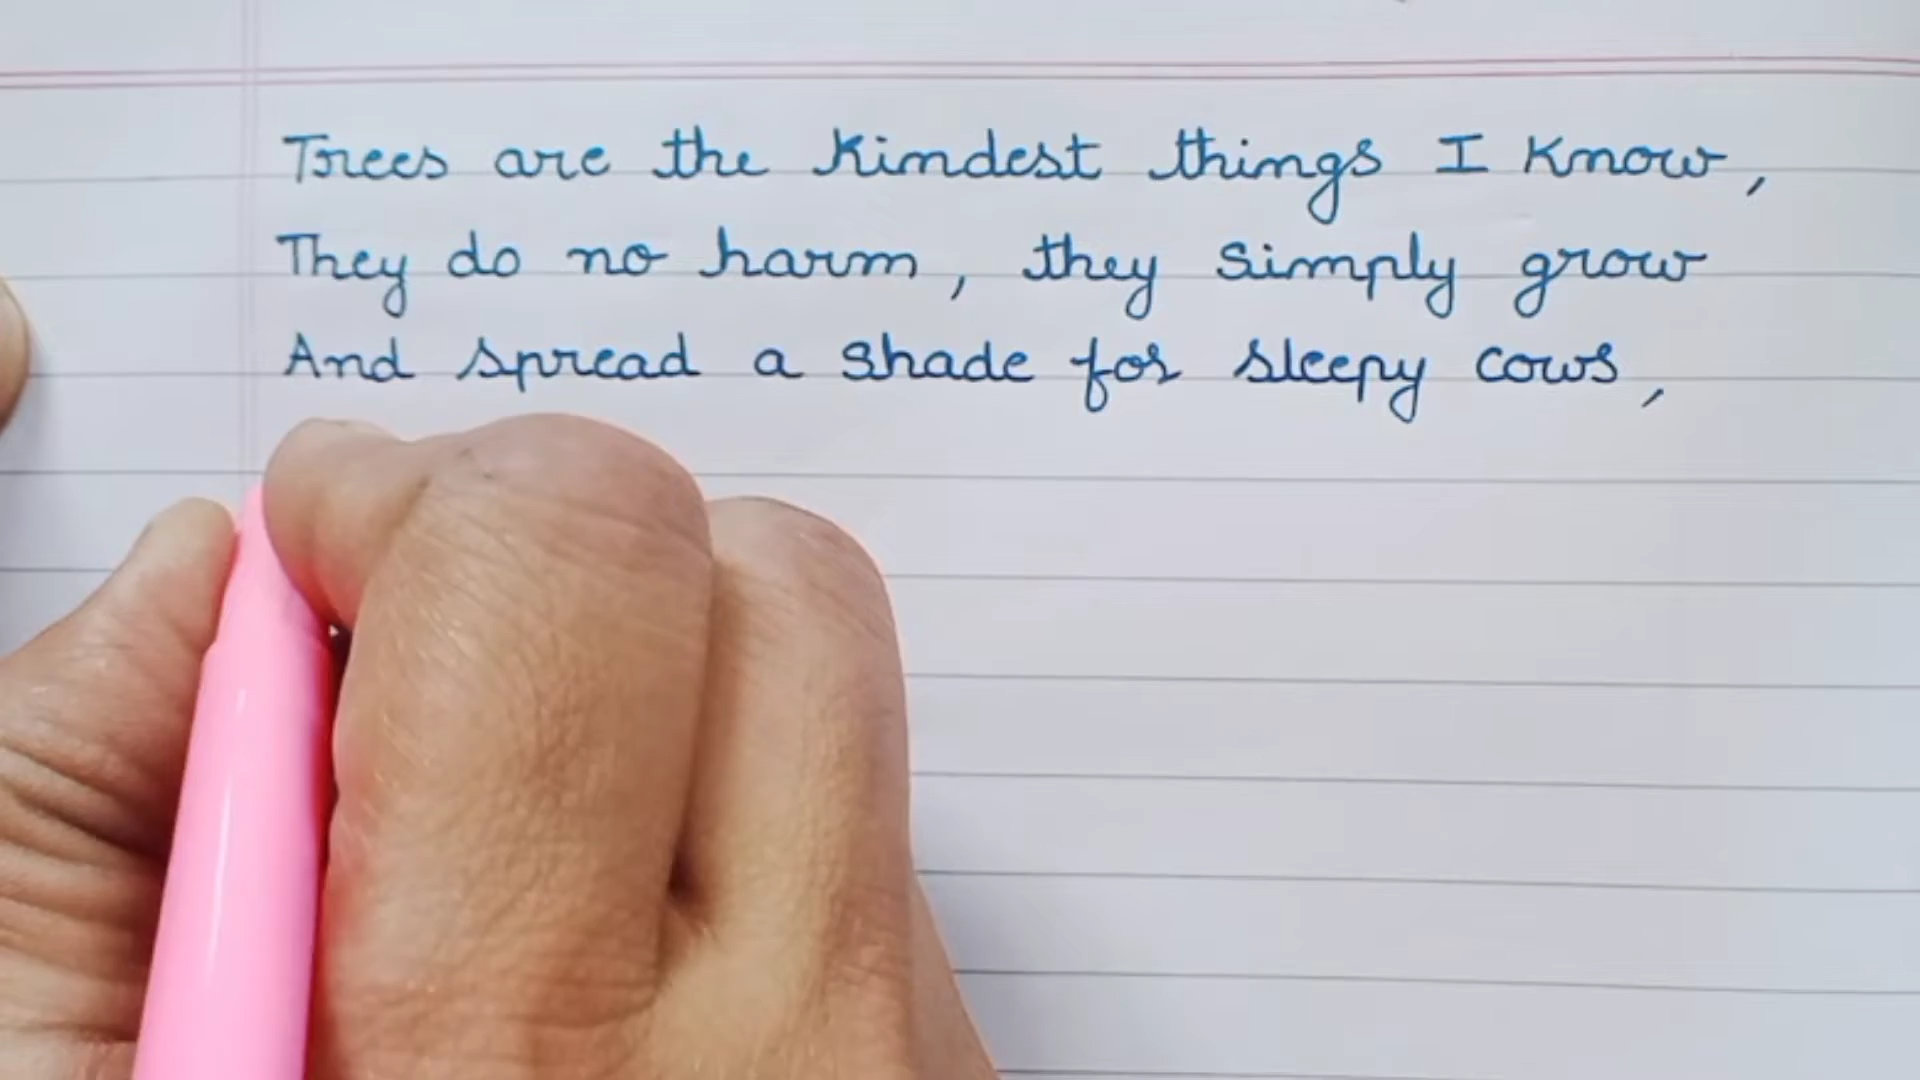 Trees are the kindest things I know,
They do no harm, they simply grow
And spread a shade for sleepy cows,